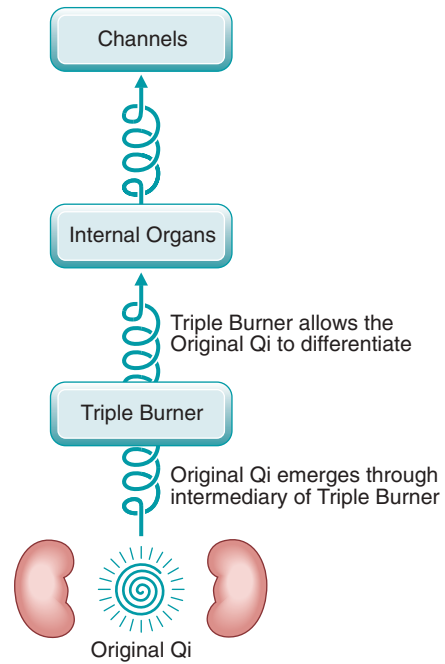 Channels
Internal Organs
Triple Burner allows the
Original Qi to differentiate
Triple Burner
Original Qi emerges through
intermediary of Triple Burner
Original Qi